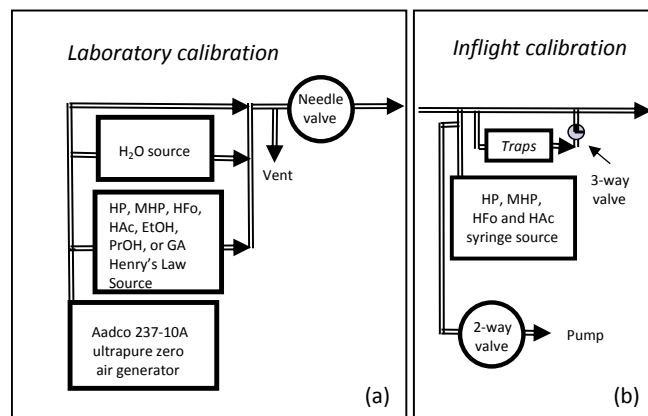 Laboratory calibration
Needle
valve
H₂O source
Vent
HP, MHP, HFo,
HAc, EtOH,
PrOH, or GA
Henry's Law
Source
Aadco 237-10A
ultrapure zero
air generator
(a)
Inflight calibration
Traps
3-way
valve
HP, MHP,
HFo and HAc
syringe source
2-way
valve
Pump
(b)